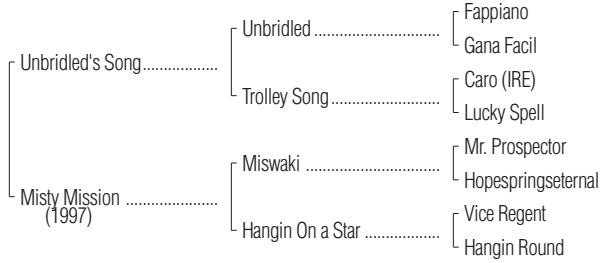 Fappiano
Unbridled ........................
Gana Facil
Unbridled's Song..................
Caro (IRE)
Trolley Song........................
Lucky Spell
Mr. Prospector
Miswaki ............................
Hopespringseternal
Misty Mission ....................
(1997)
Vice Regent
Hangin On a Star ................
Hangin Round